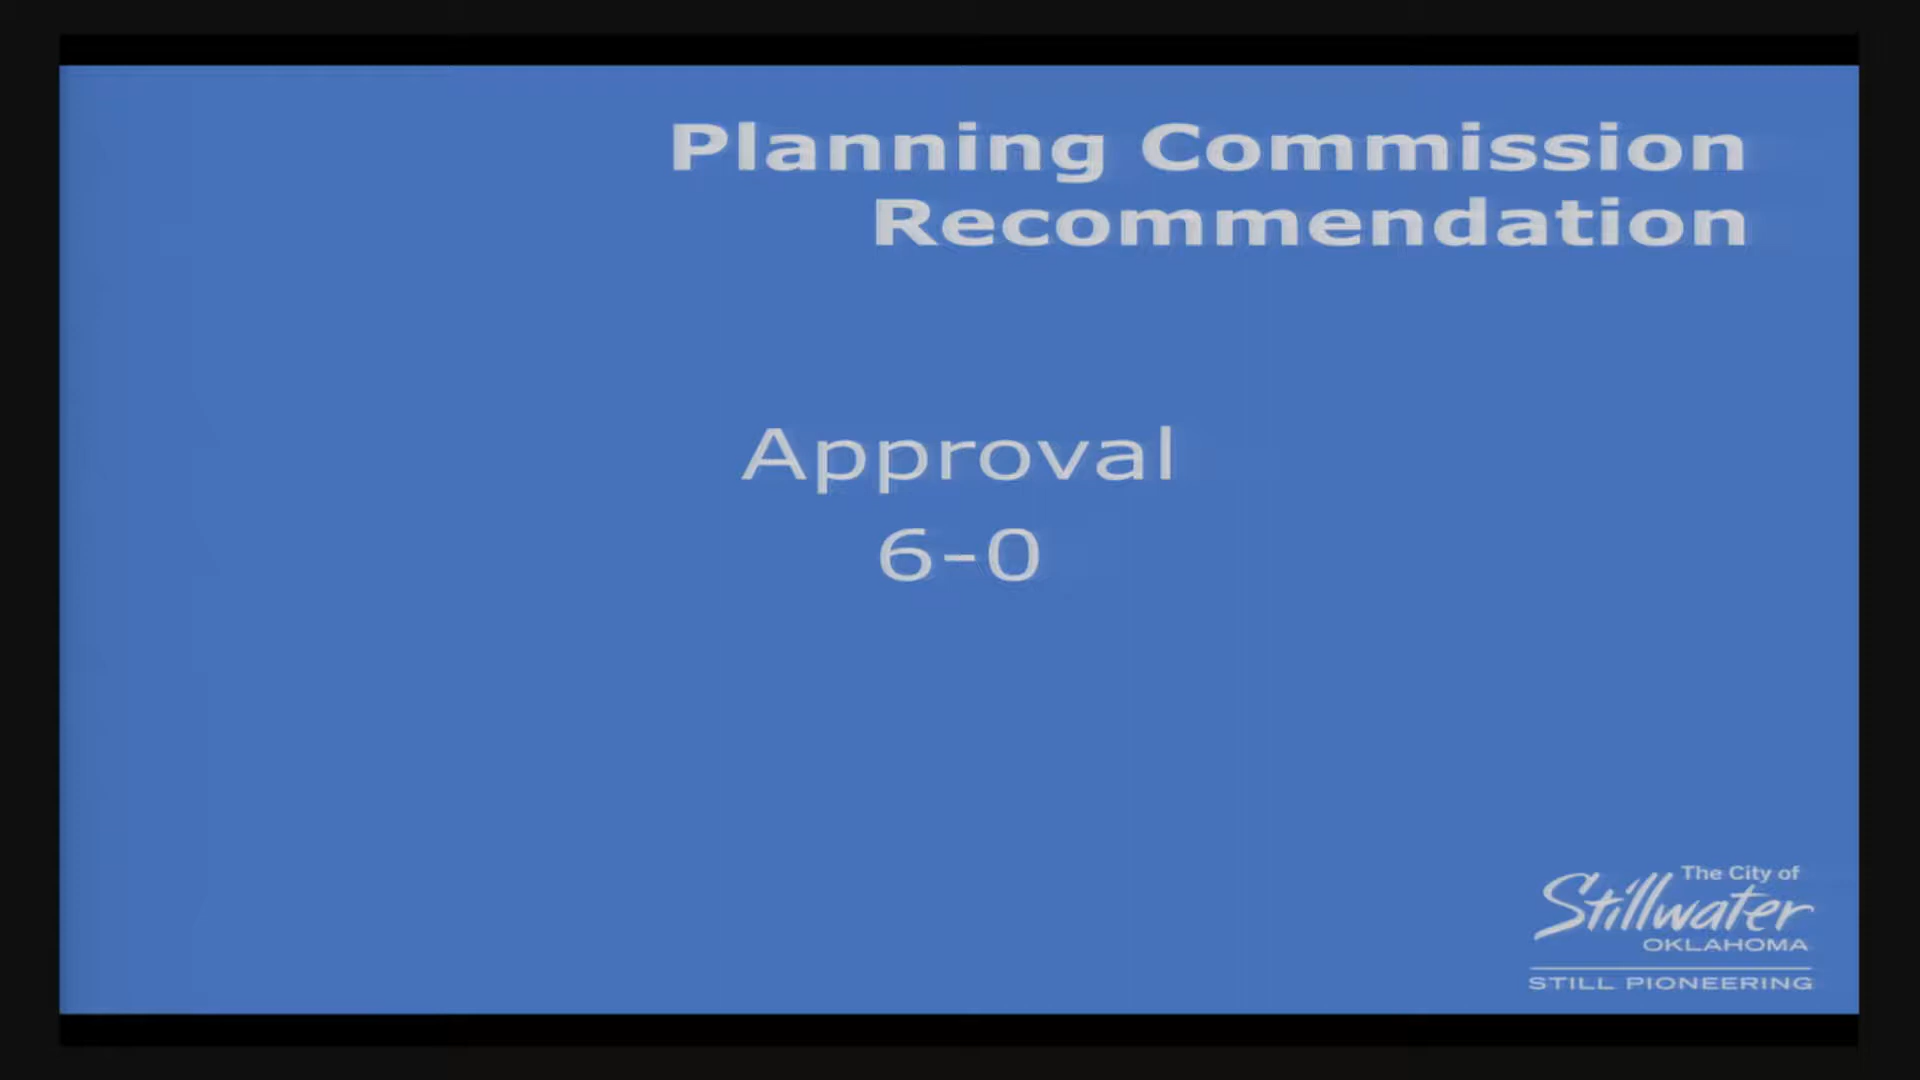 Planning Commission
Recommendation
Approval
6-0
The City of
Stillwater
OKLAHOMA
STILL PIONEERING